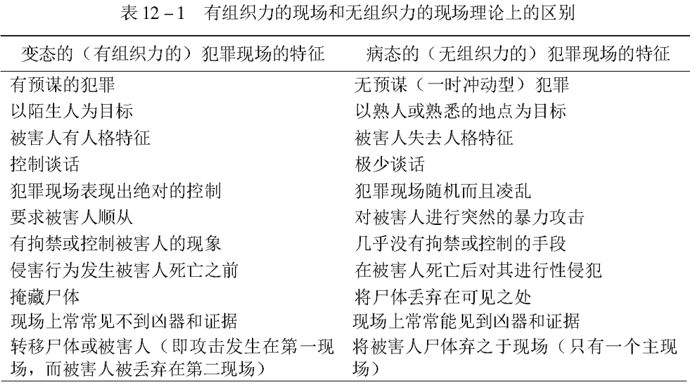 表 12-1 有组织力的现场和无组织力的现场理论上的区别
变态的（有组织力的）犯罪现场的特征 病态的（无组织力的）犯罪现场的特征
有预谋的犯罪 无预谋（一时冲动型）犯罪
以陌生人为目标 以熟人或熟悉的地点为目标
被害人有人格特征 被害人失去人格特征
控制谈话 极少谈话
犯罪现场表现出绝对的控制 犯罪现场随机而且凌乱
要求被害人顺从 对被害人进行突然的暴力攻击
有拘禁或控制被害人的现象 几乎没有拘禁或控制的手段
侵害行为发生被害人死亡之前 在被害人死亡后对其进行性侵犯
掩藏尸体 将尸体丢弃在可见之处
现场上常常见不到凶器和证据 现场上常常能见到凶器和证据
转移尸体或被害人（即攻击发生在第一现 将被害人尸体弃之于现场（只有一个主现
场，而被害人被丢弃在第二现场） 场）